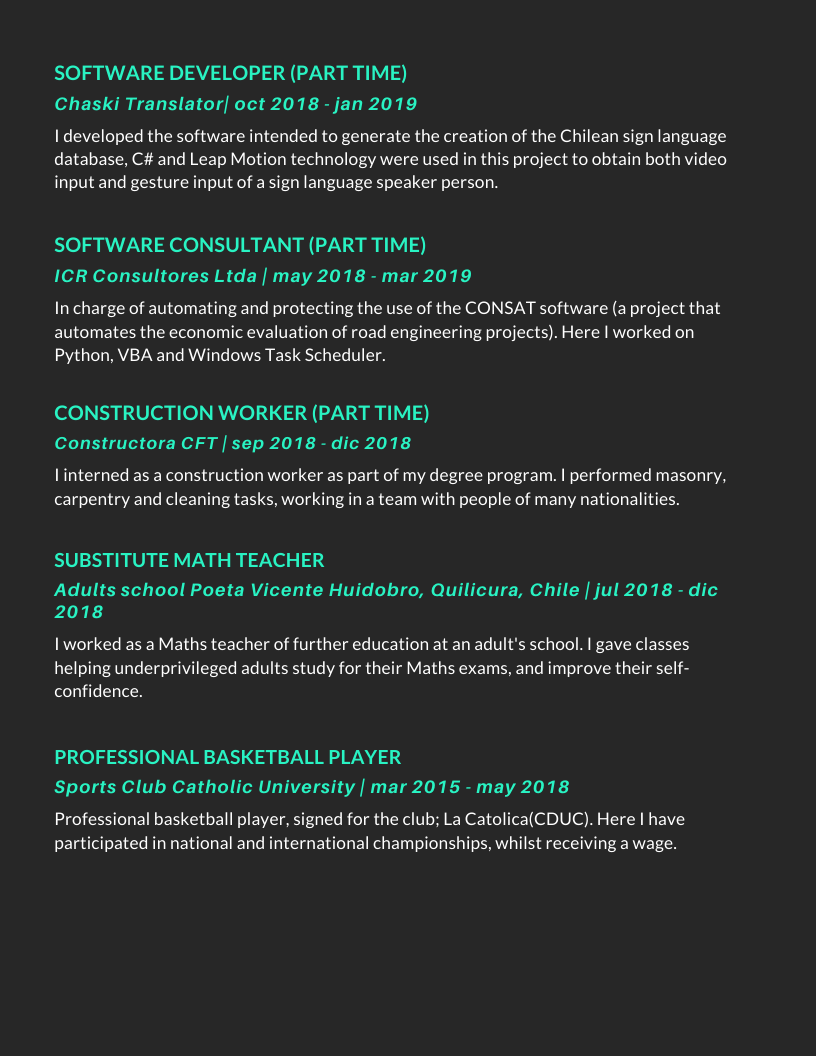 SOFTWARE DEVELOPER (PART TIME)
Chaski Translator| oct 2018 - jan 2019
I developed the software intended to generate the creation of the Chilean sign language
database, C# and Leap Motion technology were used in this project to obtain both video
input and gesture input of a sign language speaker person.
SOFTWARE CONSULTANT (PART TIME)
ICR Consultores Ltda | may 2018 - mar 2019
In charge of automating and protecting the use of the CONSAT software (a project that
automates the economic evaluation of road engineering projects). Here I worked on
Python, VBA and Windows Task Scheduler.
CONSTRUCTION WORKER (PART TIME)
Constructora CFT | sep 2018 - dic 2018
I interned as a construction worker as part of my degree program. I performed masonry,
carpentry and cleaning tasks, working in a team with people of many nationalities.
SUBSTITUTE MATH TEACHER
Adults school Poeta Vicente Huidobro, Quilicura, Chile | jul 2018 - dic
2018
I worked as a Maths teacher of further education at an adult's school. I gave classes
helping underprivileged adults study for their Maths exams, and improve their self-
confidence.
PROFESSIONAL BASKETBALL PLAYER
Sports Club Catholic University | mar 2015 - may 2018
Professional basketball player, signed for the club; La Catolica(CDUC). Here I have
participated in national and international championships, whilst receiving a wage.